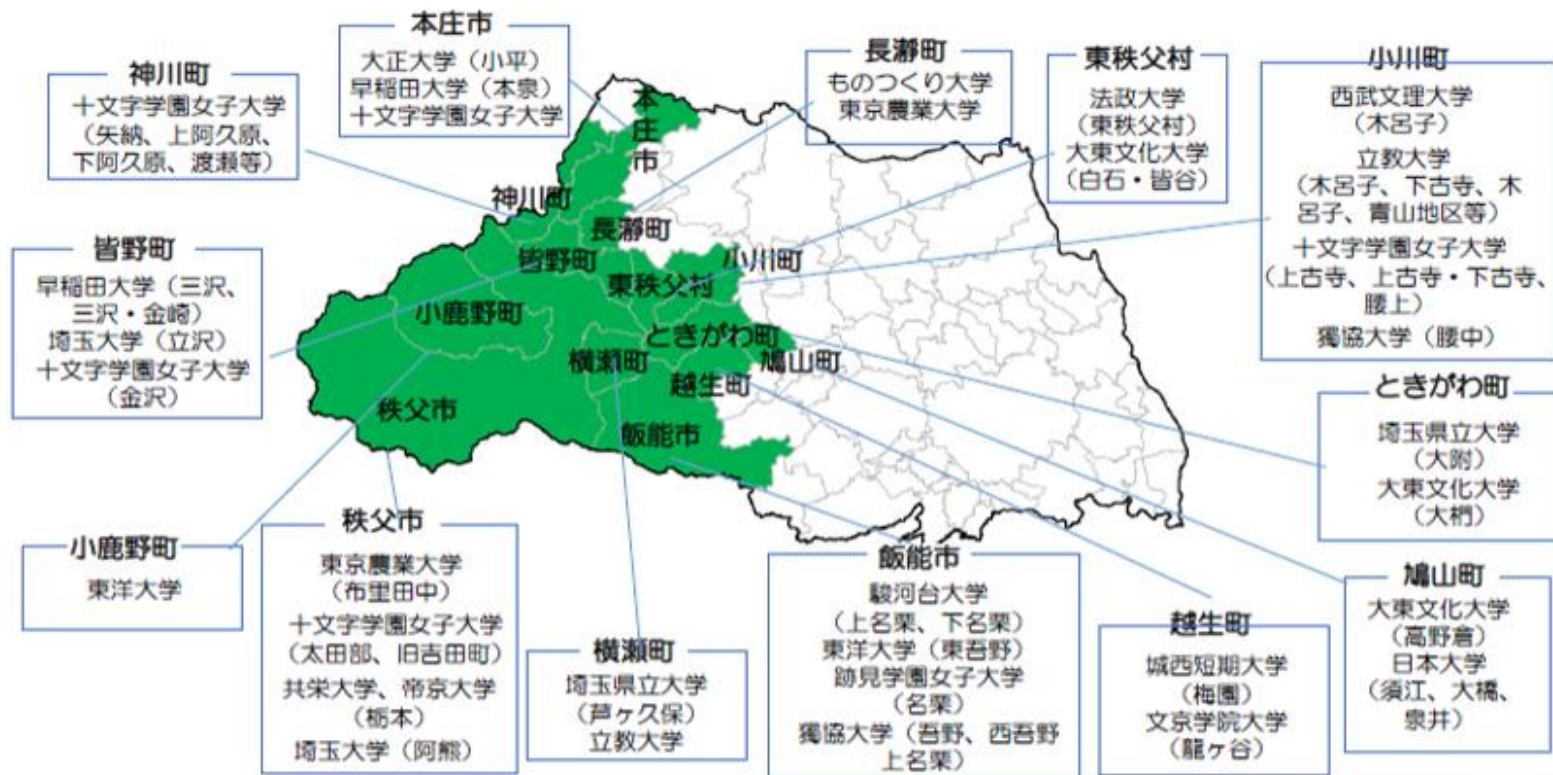 本庄市
大正大学（小平）
早稲田大学（本泉）
十文字学園女子大学
神川町
十文字学園女子大学
（矢納、上阿久原、
下阿久原、渡瀬等）
長瀞町
ものつくり大学
東京農業大学
東秩父村
法政大学
（東秩父村）
大東文化大学
（白石・皆谷）
小川町
西武文理大学
（木呂子）
立教大学
（木呂子、下古寺、木
呂子、青山地区等）
十文字学園女子大学
（上古寺、上古寺・下古寺、
腰上）
獨協大学（腰中）
皆野町
早稲田大学（三沢、
三沢・金崎）
埼玉大学（立沢）
十文字学園女子大学
（金沢）
本庄市
神川町
長瀞町
皆野町
小川町
東秩父村
小鹿野町
ときがわ町
横瀬町
鳩山町
越生町
秩父市
飯能市
ときがわ町
埼玉県立大学
（大附）
大東文化大学
（大椚）
小鹿野町
東洋大学
秩父市
東京農業大学
（布里田中）
十文字学園女子大学
（太田部、旧吉田町）
共栄大学、帝京大学
（栃本）
埼玉大学（阿熊）
横瀬町
埼玉県立大学
（芦ヶ久保）
立教大学
飯能市
駿河台大学
（上名栗、下名栗）
東洋大学（東吾野）
跡見学園女子大学
（名栗）
獨協大学（吾野、西吾野
上名栗）
越生町
城西短期大学
（梅園）
文京学院大学
（龍ヶ谷）
鳩山町
大東文化大学
（高野倉）
日本大学
（須江、大橋、
泉井）